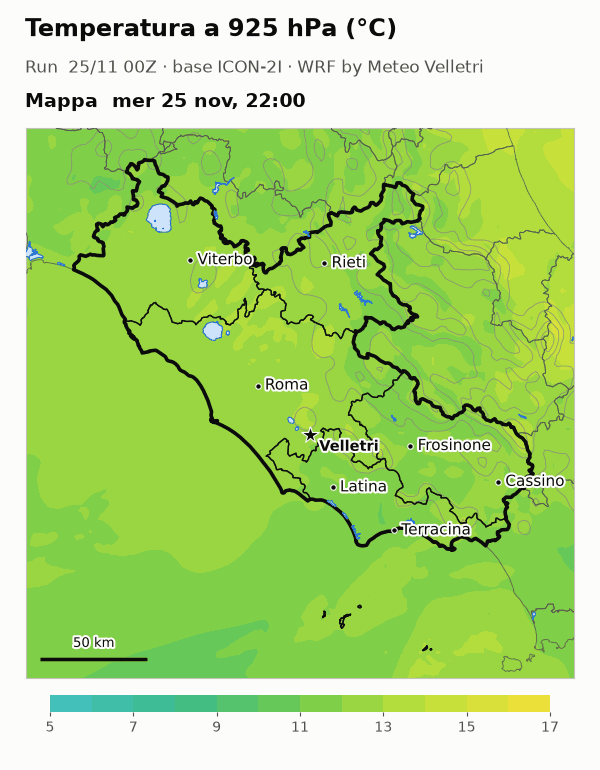 Temperatura a 925 hPa (°C)
Run  25/11 00Z · base ICON-2I · WRF by Meteo Velletri
Mappa  mer 25 nov, 22:00
Viterbo
Rieti
Roma
Velletri
Frosinone
Cassino
Latina
Terracina
50 km
5 7 9 11 13 15 17